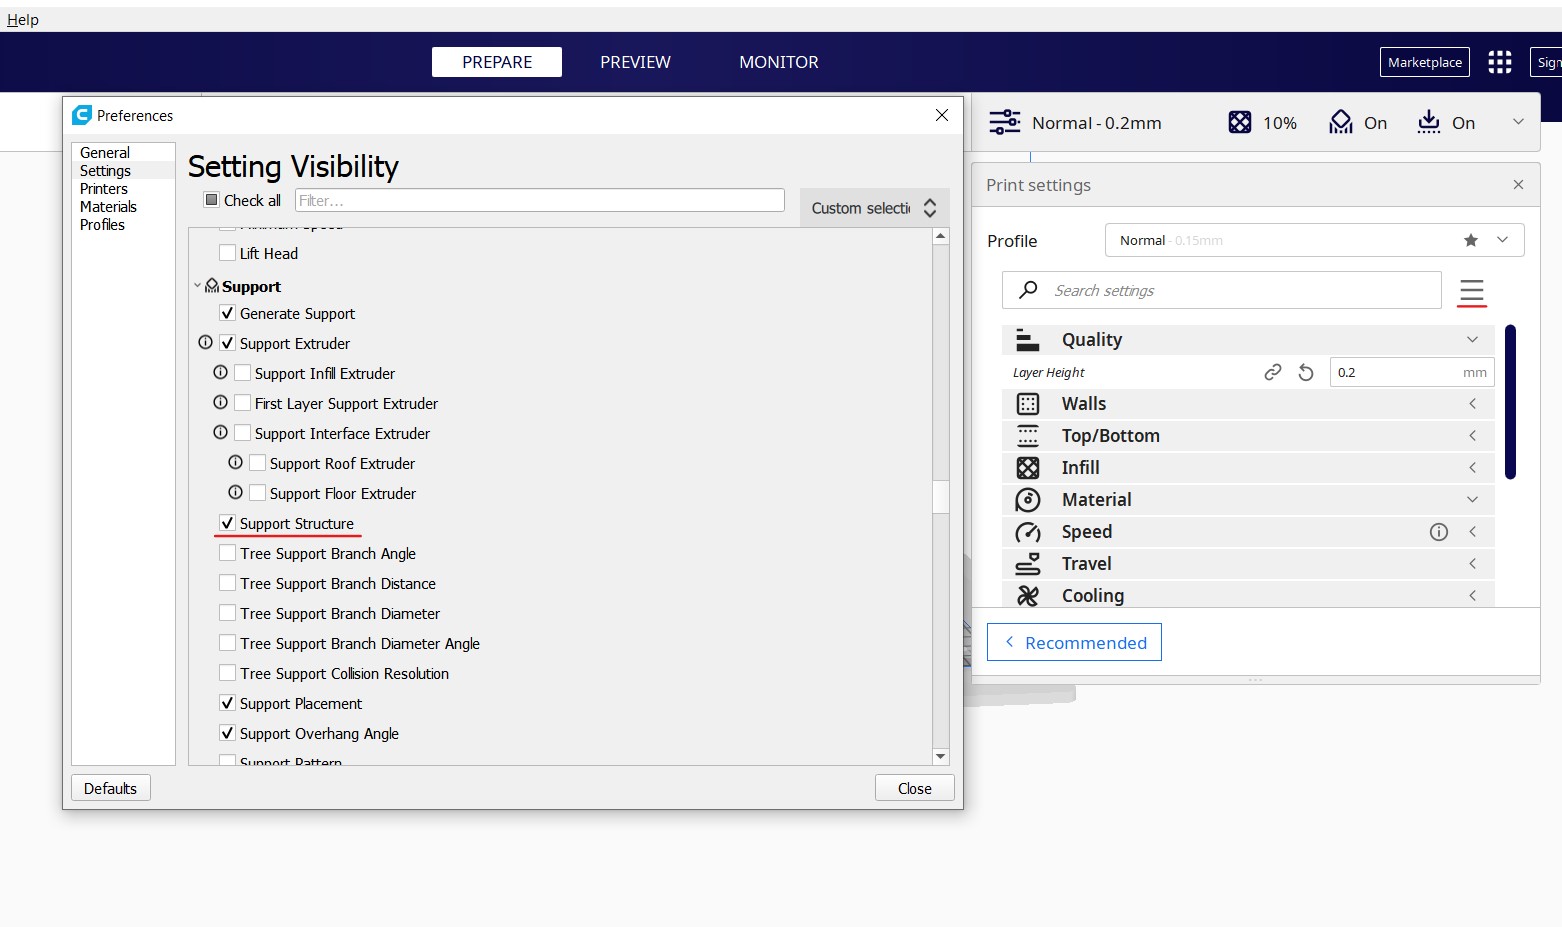 Help
PREPARE PREVIEW MONITOR Marketplace
Preferences
General
Settings
Printers
Materials
Profiles
Setting Visibility
Check all Filter... Custom selecti
Minimum Speed
Lift Head
Support
Generate Support
Support Extruder
Support Infill Extruder
First Layer Support Extruder
Support Interface Extruder
Support Roof Extruder
Support Floor Extruder
Support Structure
Tree Support Branch Angle
Tree Support Branch Distance
Tree Support Branch Diameter
Tree Support Branch Diameter Angle
Tree Support Collision Resolution
Support Placement
Support Overhang Angle
Support Pattern
Defaults Close
Normal - 0.2mm 10% On On
Print settings
Profile Normal - 0.15mm
Search settings
Quality
Layer Height 0.2 mm
Walls
Top/Bottom
Infill
Material
Speed
Travel
Cooling
Recommended